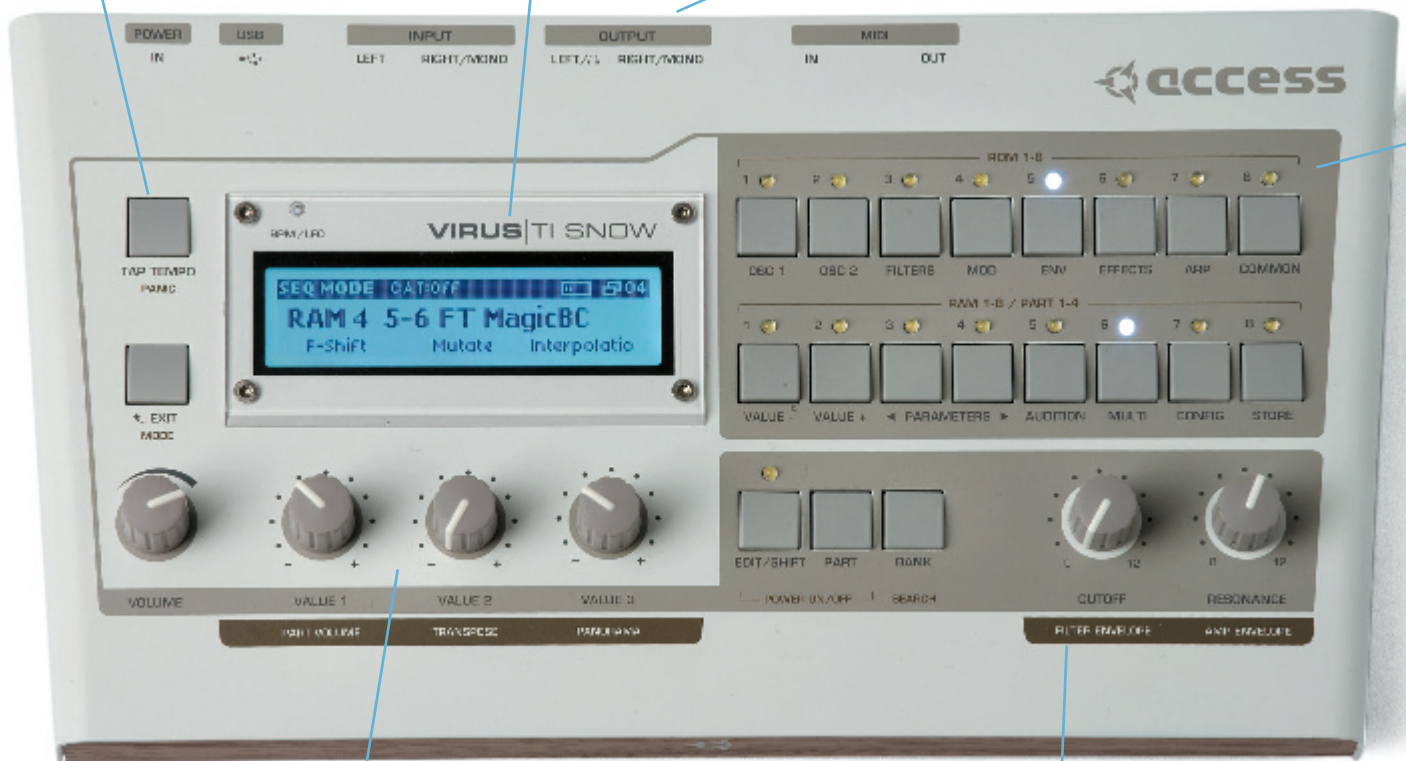 POWER USB INPUT OUTPUT MIDI
IN LEFT RIGHT/MONO RIGHT/MONO IN OUT
access
ROM 1-8
1 2 3 4 5 6 7 8
OSC 1 OSC 2 FILTERS MOD ENV EFFECTS ARP COMMON
TAP TEMPO
PANIC
BPM/LFO
VIRUS|TI SNOW
SEQ MODE CAT:OFF 04
RAM 4 5-6 FT MagicBC
F-Shift Mutate Interpolatio
RAM 1-8 / PART 1-4
1 2 3 4 5 6 7 8
VALUE - VALUE + ◄ PARAMETERS ► AUDITION MULTI CONFIG STORE
EXIT
MODE
- + - + - +
EDIT/SHIFT PART BANK
POWER ON/OFF SEARCH
0 12 0 12
VOLUME VALUE 1 VALUE 2 VALUE 3 CUTOFF RESONANCE
PART VOLUME TRANSPOSE PANORAMA FILTER ENVELOPE AMP ENVELOPE